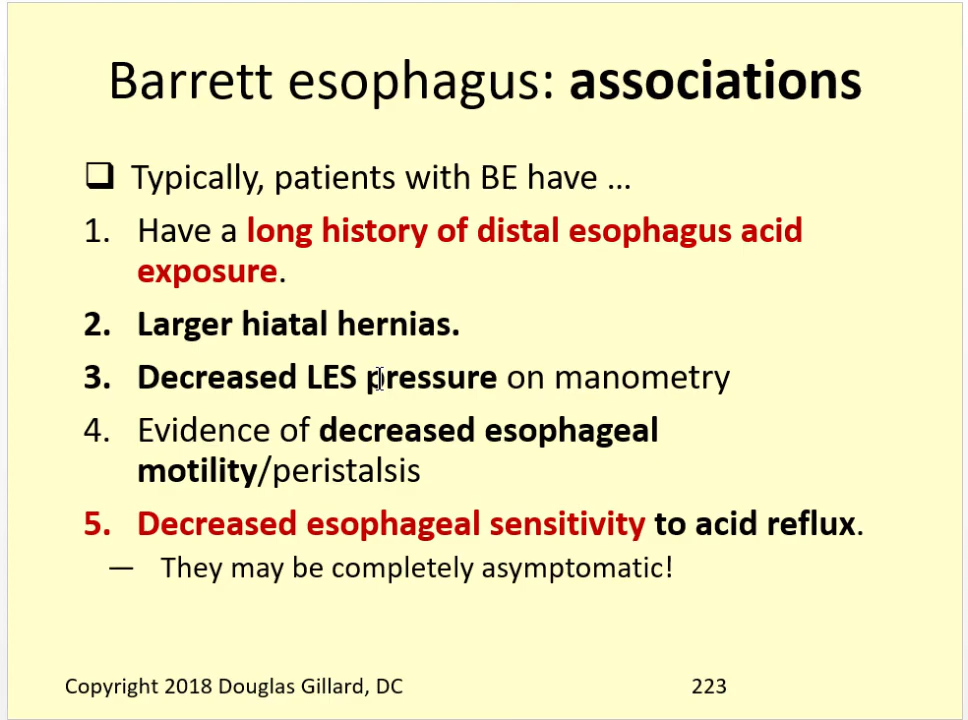 Barrett esophagus: associations
❑ Typically, patients with BE have …
1. Have a long history of distal esophagus acid
exposure.
2. Larger hiatal hernias.
3. Decreased LES pressure on manometry
4. Evidence of decreased esophageal
motility/peristalsis
5. Decreased esophageal sensitivity to acid reflux.
— They may be completely asymptomatic!
Copyright 2018 Douglas Gillard, DC 223